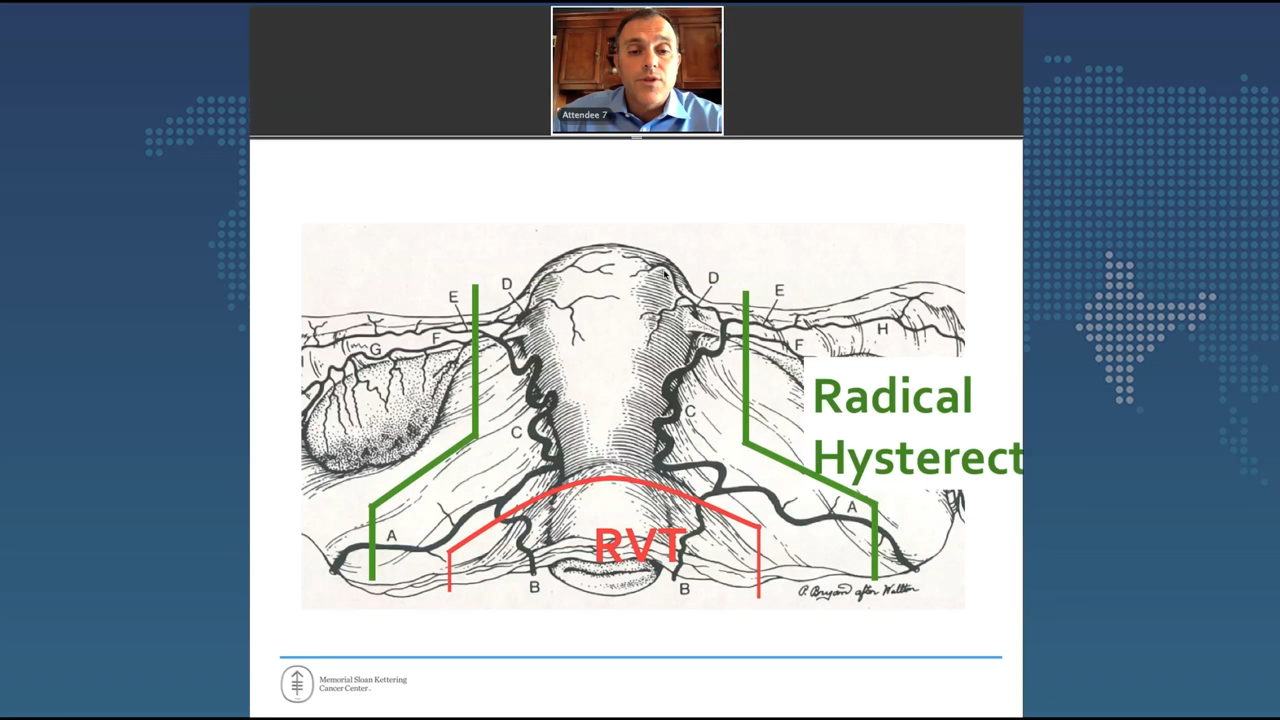 Attendee 7
D
D
E
E
H
F
G
F
Radical
C
C
Hysterect
A
A
RVT
B
B
P. Bryan after Walton
Memorial Sloan Kettering
Cancer Center